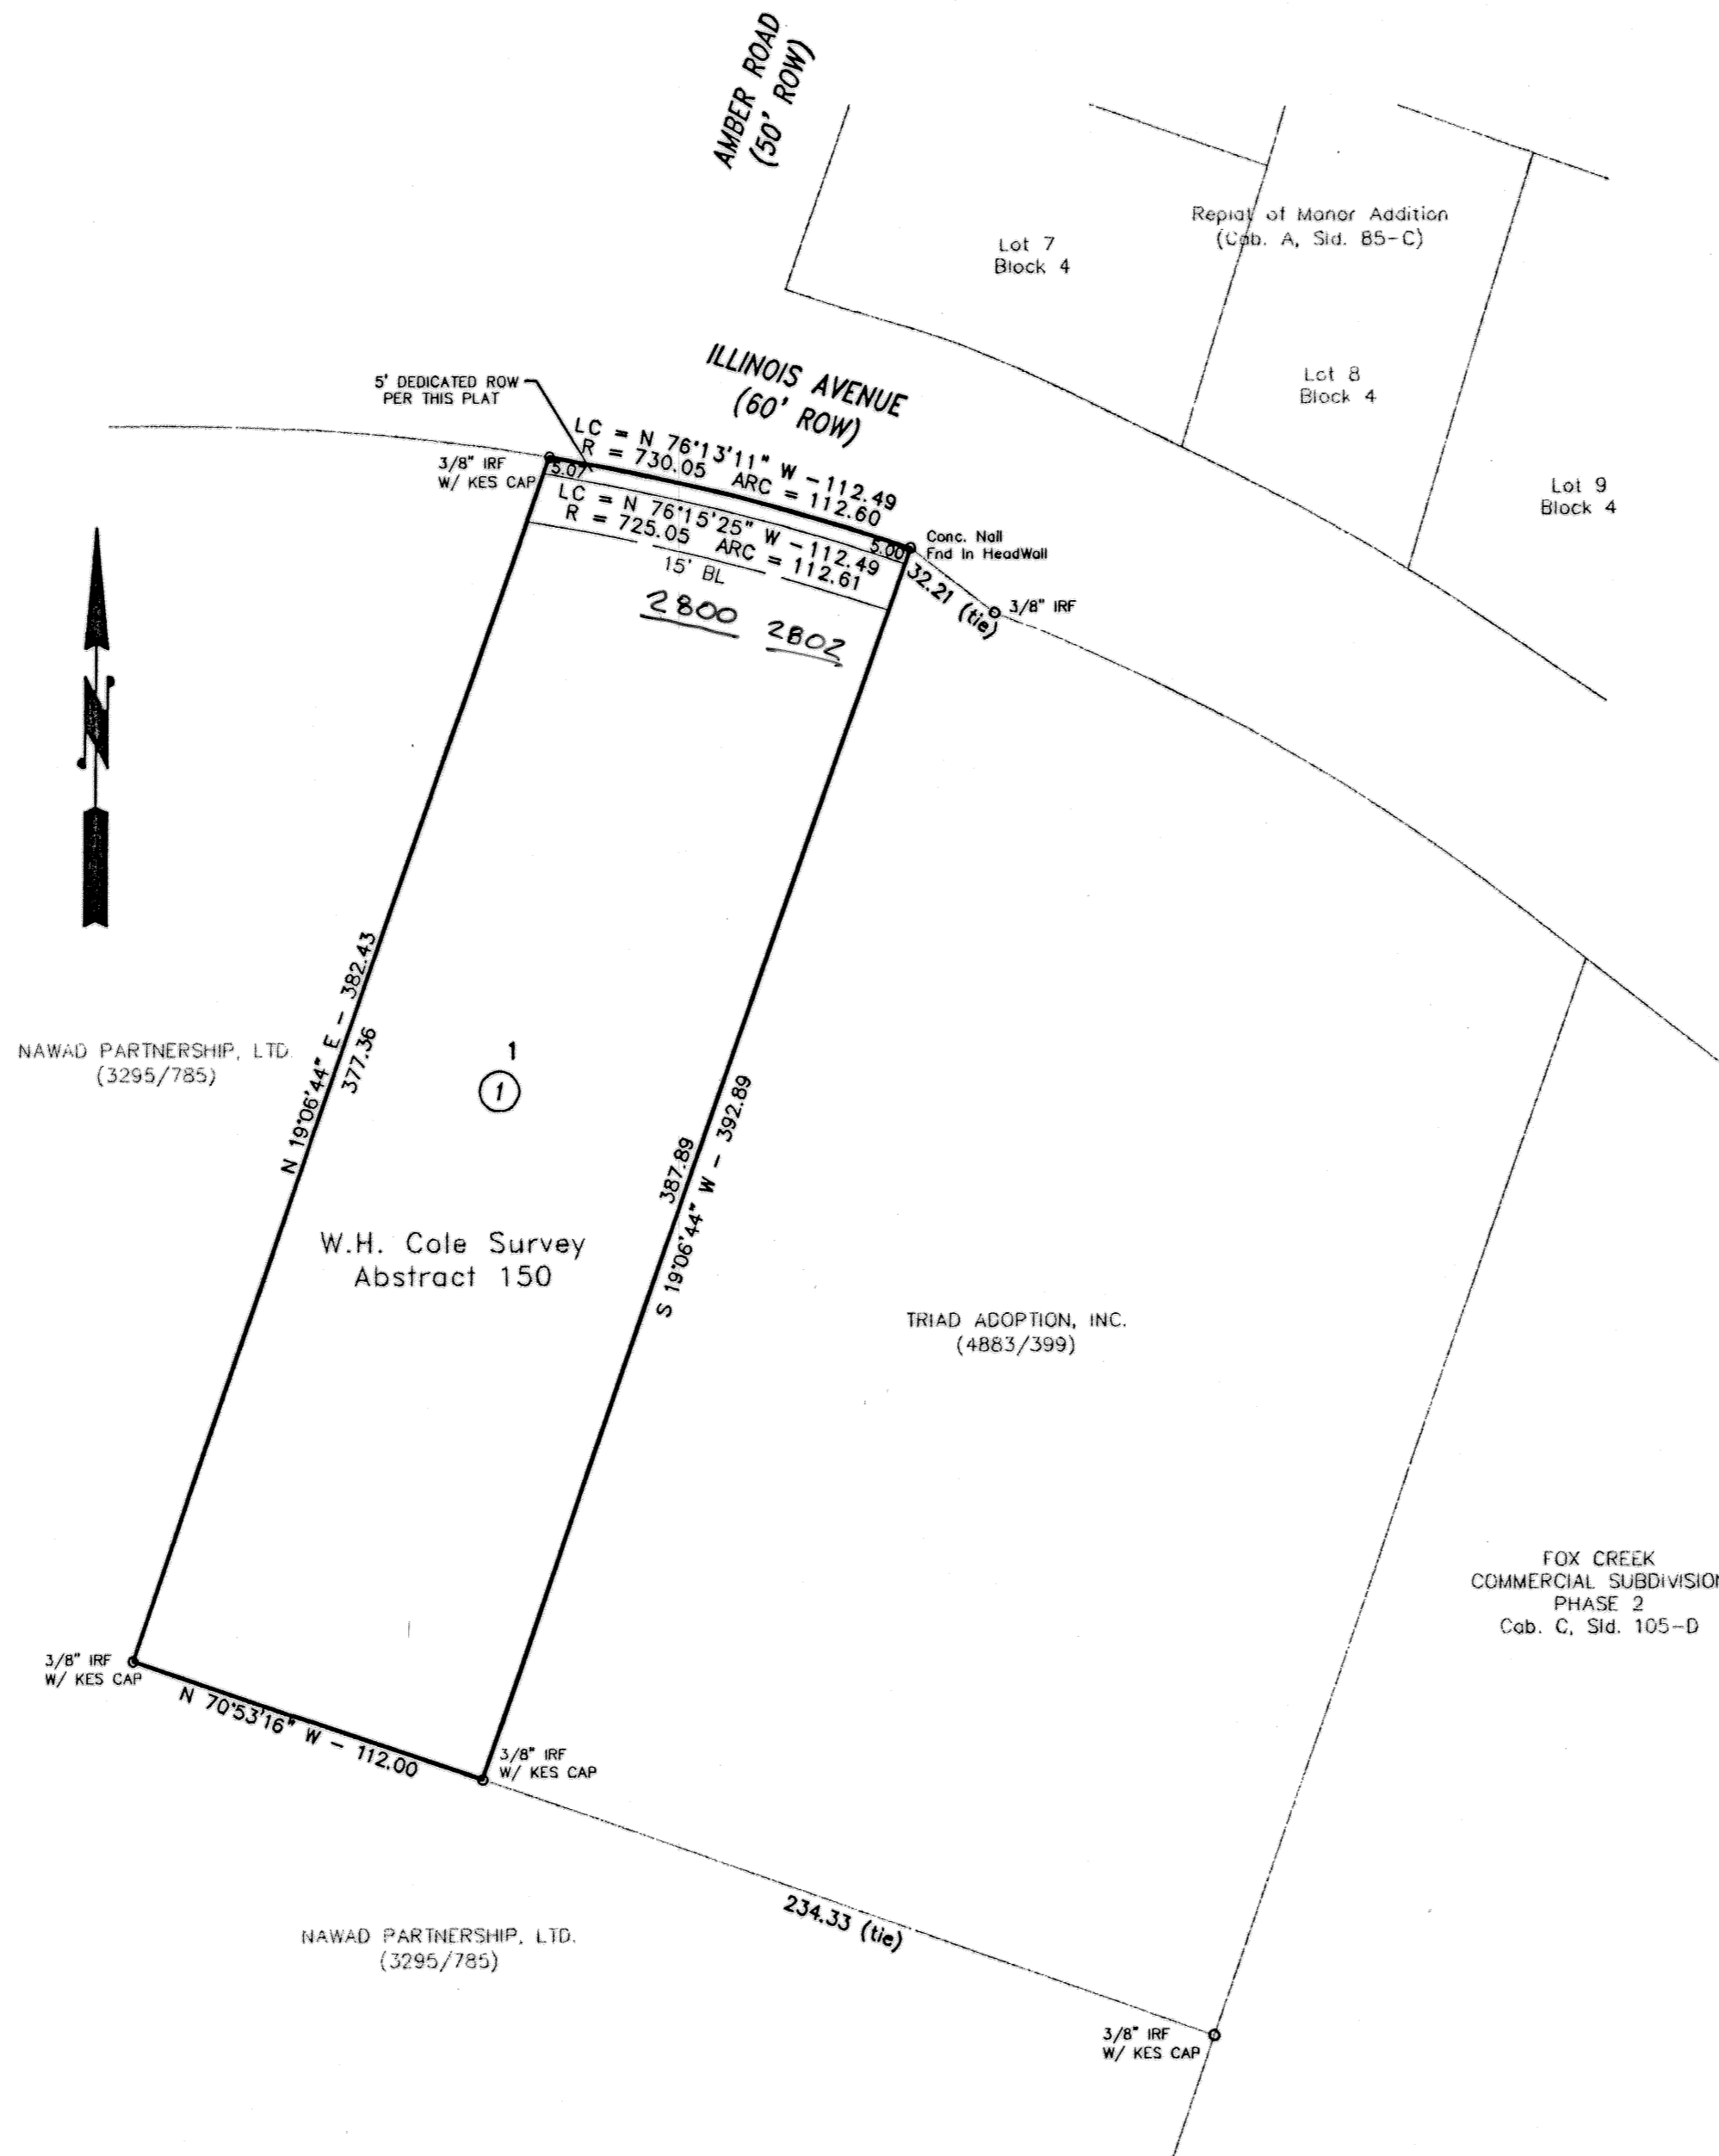 AMBER ROAD
(50' ROW)
Replat of Manor Addition
(Cab. A, Sld. 85-C)
Lot 7
Block 4
Lot 8
Block 4
Lot 9
Block 4
ILLINOIS AVENUE
(60' ROW)
5' DEDICATED ROW
PER THIS PLAT
LC = N 76°13'11" W - 112.49
R = 730.05 ARC = 112.60
3/8" IRF
W/ KES CAP
5.07
LC = N 76°15'25" W - 112.49
R = 725.05 ARC = 112.61
5.00
Conc. Nail
Fnd In HeadWall
15' BL
32.21 (tie)
3/8" IRF
2800
2802
N
N 19°06'44" E - 382.43
377.36
NAWAD PARTNERSHIP, LTD.
(3295/785)
1
1
387.89
S 19°06'44" W - 392.89
W.H. Cole Survey
Abstract 150
TRIAD ADOPTION, INC.
(4883/399)
FOX CREEK
COMMERCIAL SUBDIVISION
PHASE 2
Cab. C, Sld. 105-D
3/8" IRF
W/ KES CAP
N 70°53'16" W - 112.00
3/8" IRF
W/ KES CAP
234.33 (tie)
NAWAD PARTNERSHIP, LTD.
(3295/785)
3/8" IRF
W/ KES CAP